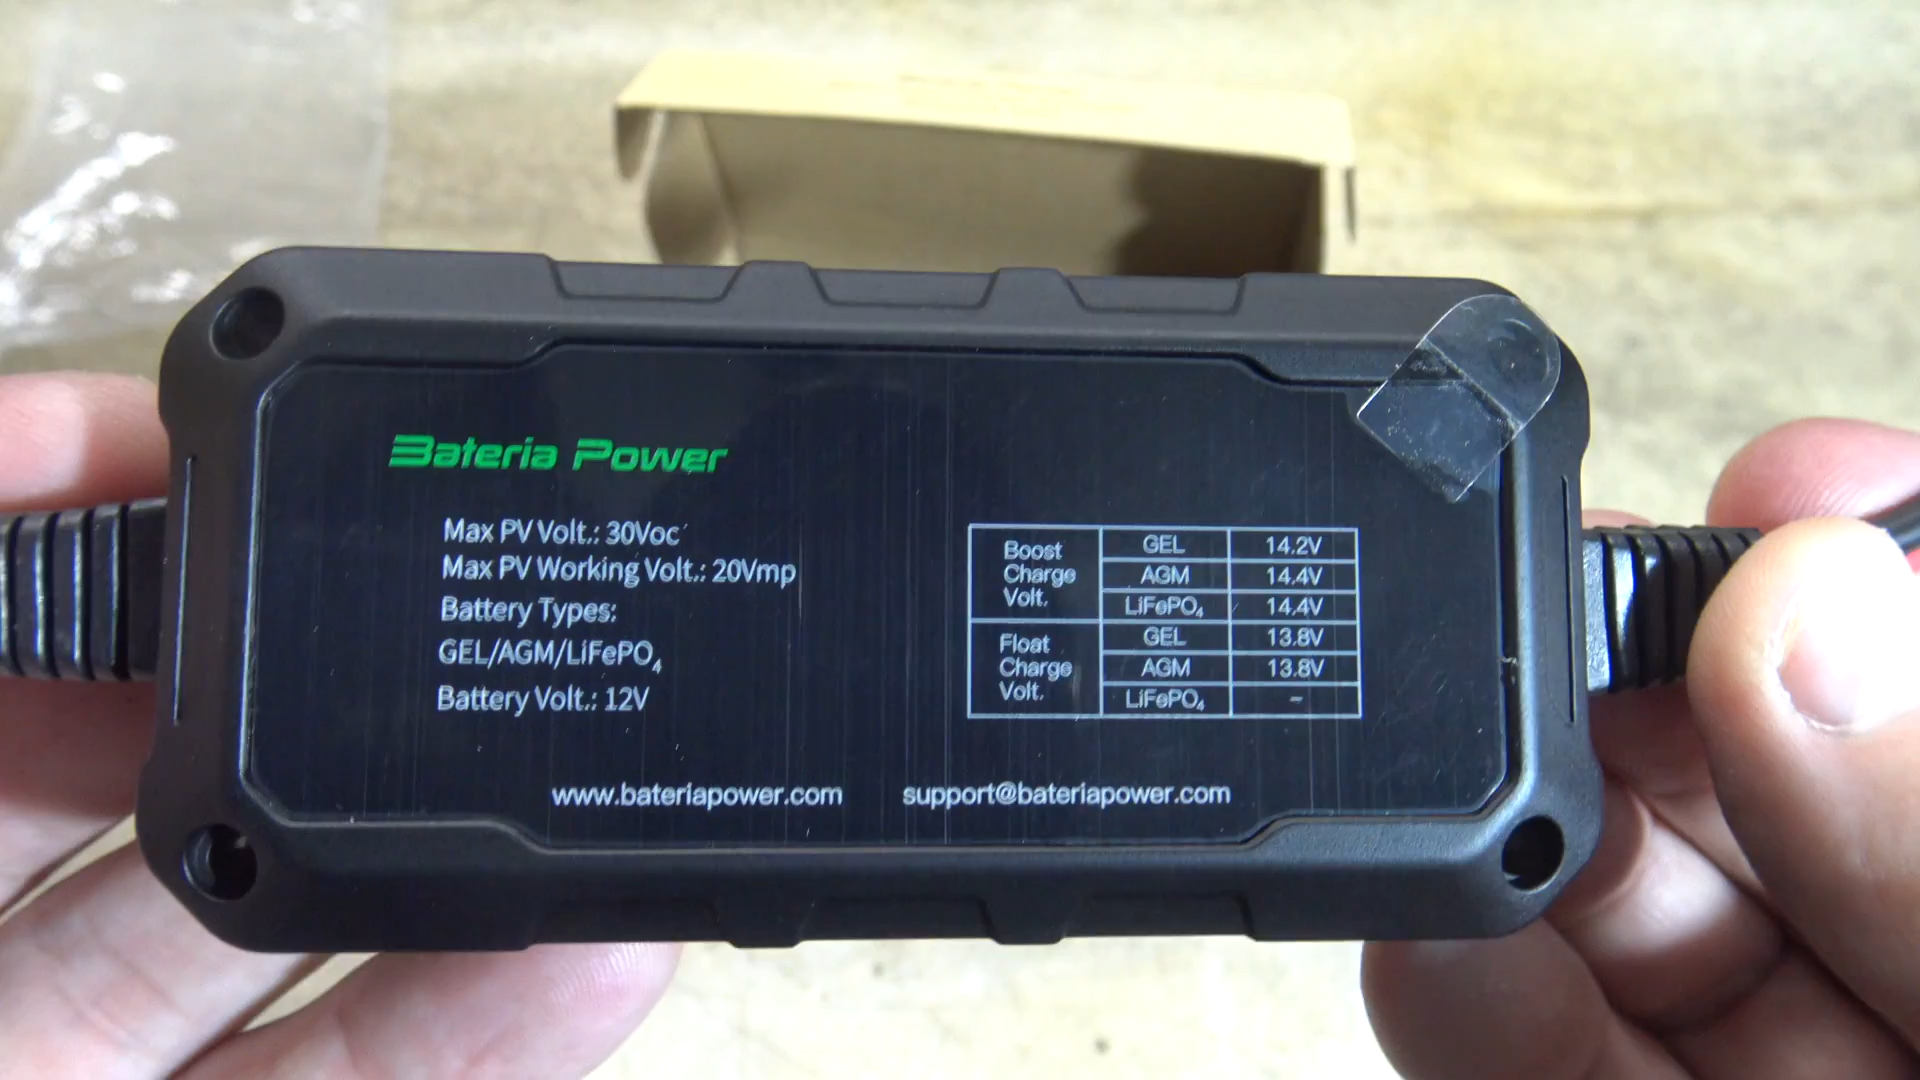 Bateria Power
Max PV Volt.: 30Voc
Max PV Working Volt.: 20Vmp
Battery Types:
GEL/AGM/LiFePO₄
Battery Volt.: 12V
Boost
Charge
Volt.
GEL 14.2V
AGM 14.4V
LiFePO₄ 14.4V
Float
Charge
Volt.
GEL 13.8V
AGM 13.8V
LiFePO₄ –
www.bateriapower.com support@bateriapower.com